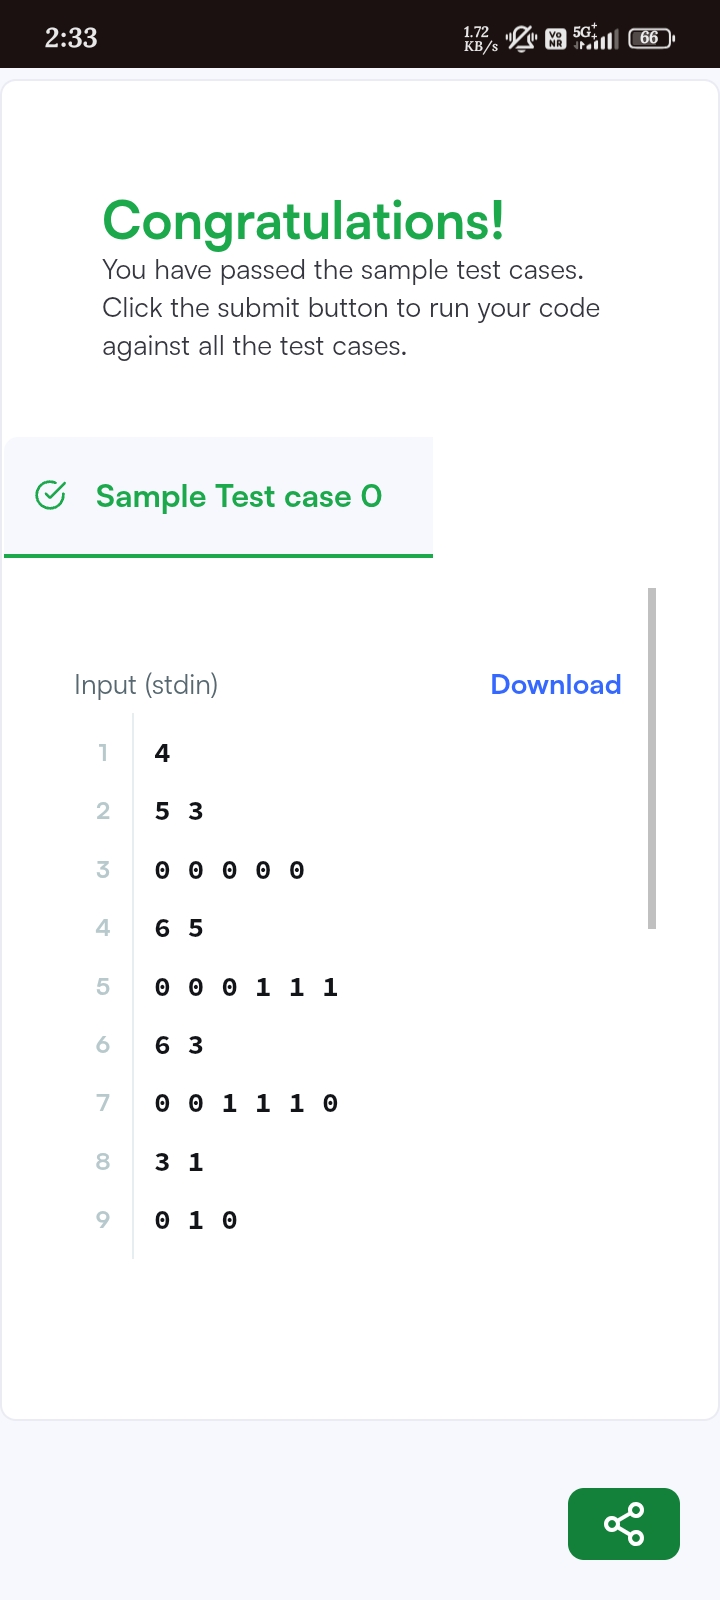 2:33
1.72
KB/s
Vo
NR
5G+
66
Congratulations!
You have passed the sample test cases.
Click the submit button to run your code
against all the test cases.
Sample Test case 0
Input (stdin)
Download
1 4
2 5 3
3 0 0 0 0 0
4 6 5
5 0 0 0 1 1 1
6 6 3
7 0 0 1 1 1 0
8 3 1
9 0 1 0